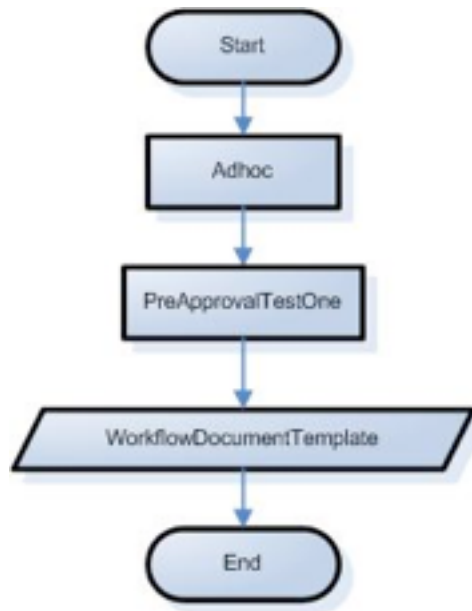 Start
Adhoc
PreApprovalTestOne
WorkflowDocumentTemplate
End